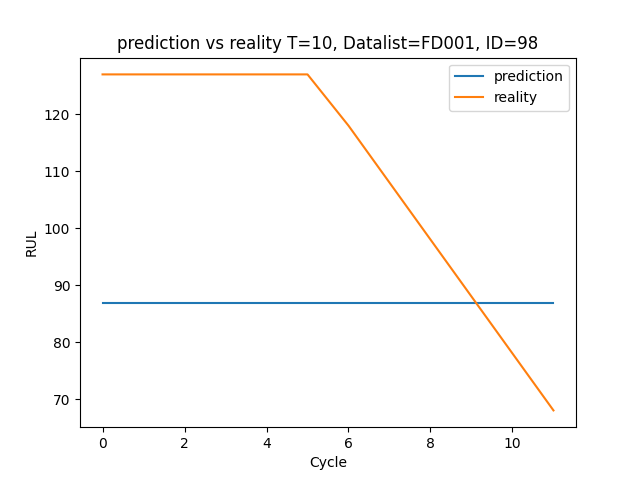 prediction vs reality T=10, Datalist=FD001, ID=98
prediction
reality
120
110
100
90
80
70
RUL
0 2 4 6 8 10
Cycle